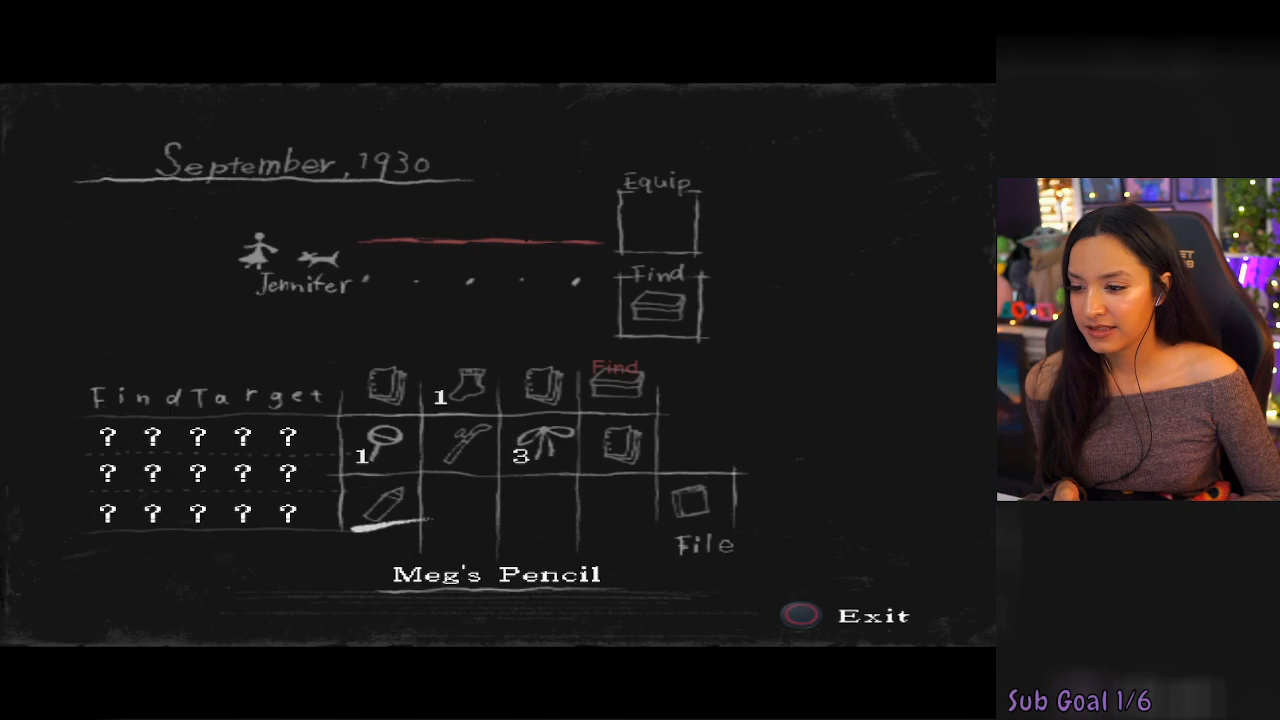 September, 1930
Equip
Find
Jennifer
Find
FindTarget
1
? ? ? ? ?
1
3
? ? ? ? ?
? ? ? ? ?
File
Meg's Pencil
Exit
Sub Goal 1/6